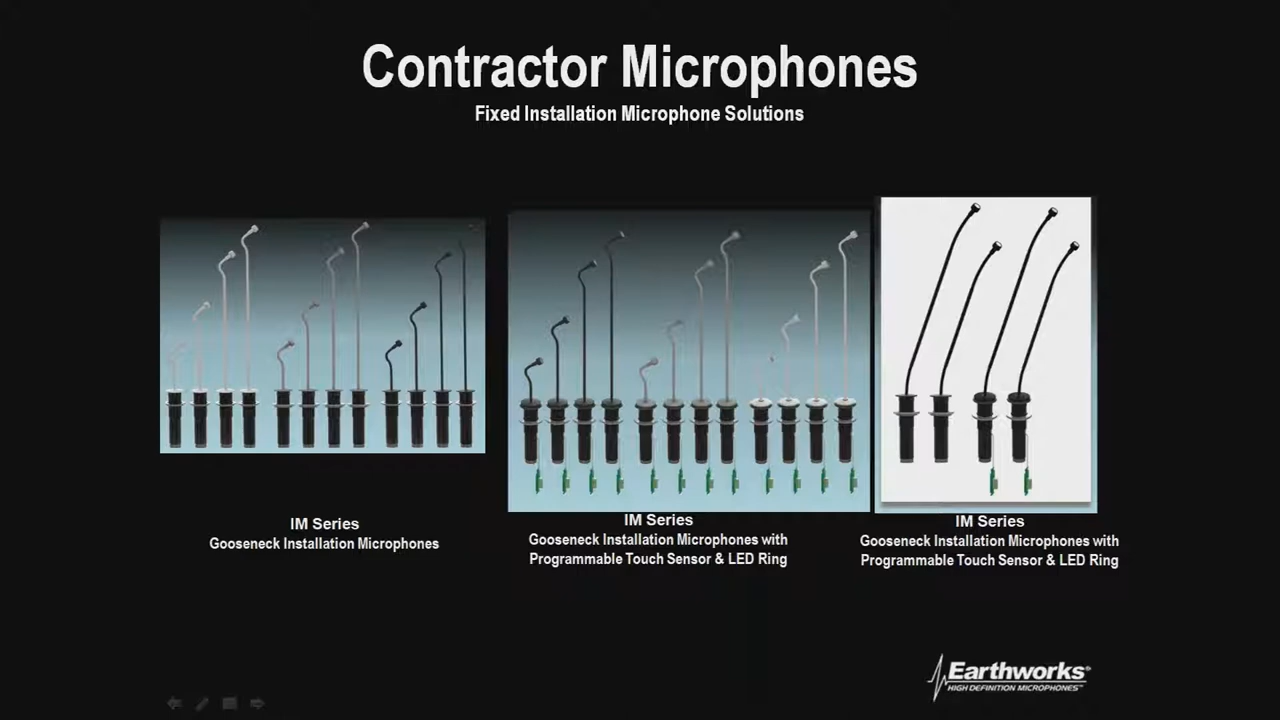 Contractor Microphones
Fixed Installation Microphone Solutions
IM Series
Gooseneck Installation Microphones
IM Series
Gooseneck Installation Microphones with
Programmable Touch Sensor & LED Ring
IM Series
Gooseneck Installation Microphones with
Programmable Touch Sensor & LED Ring
Earthworks®
HIGH DEFINITION MICROPHONES™